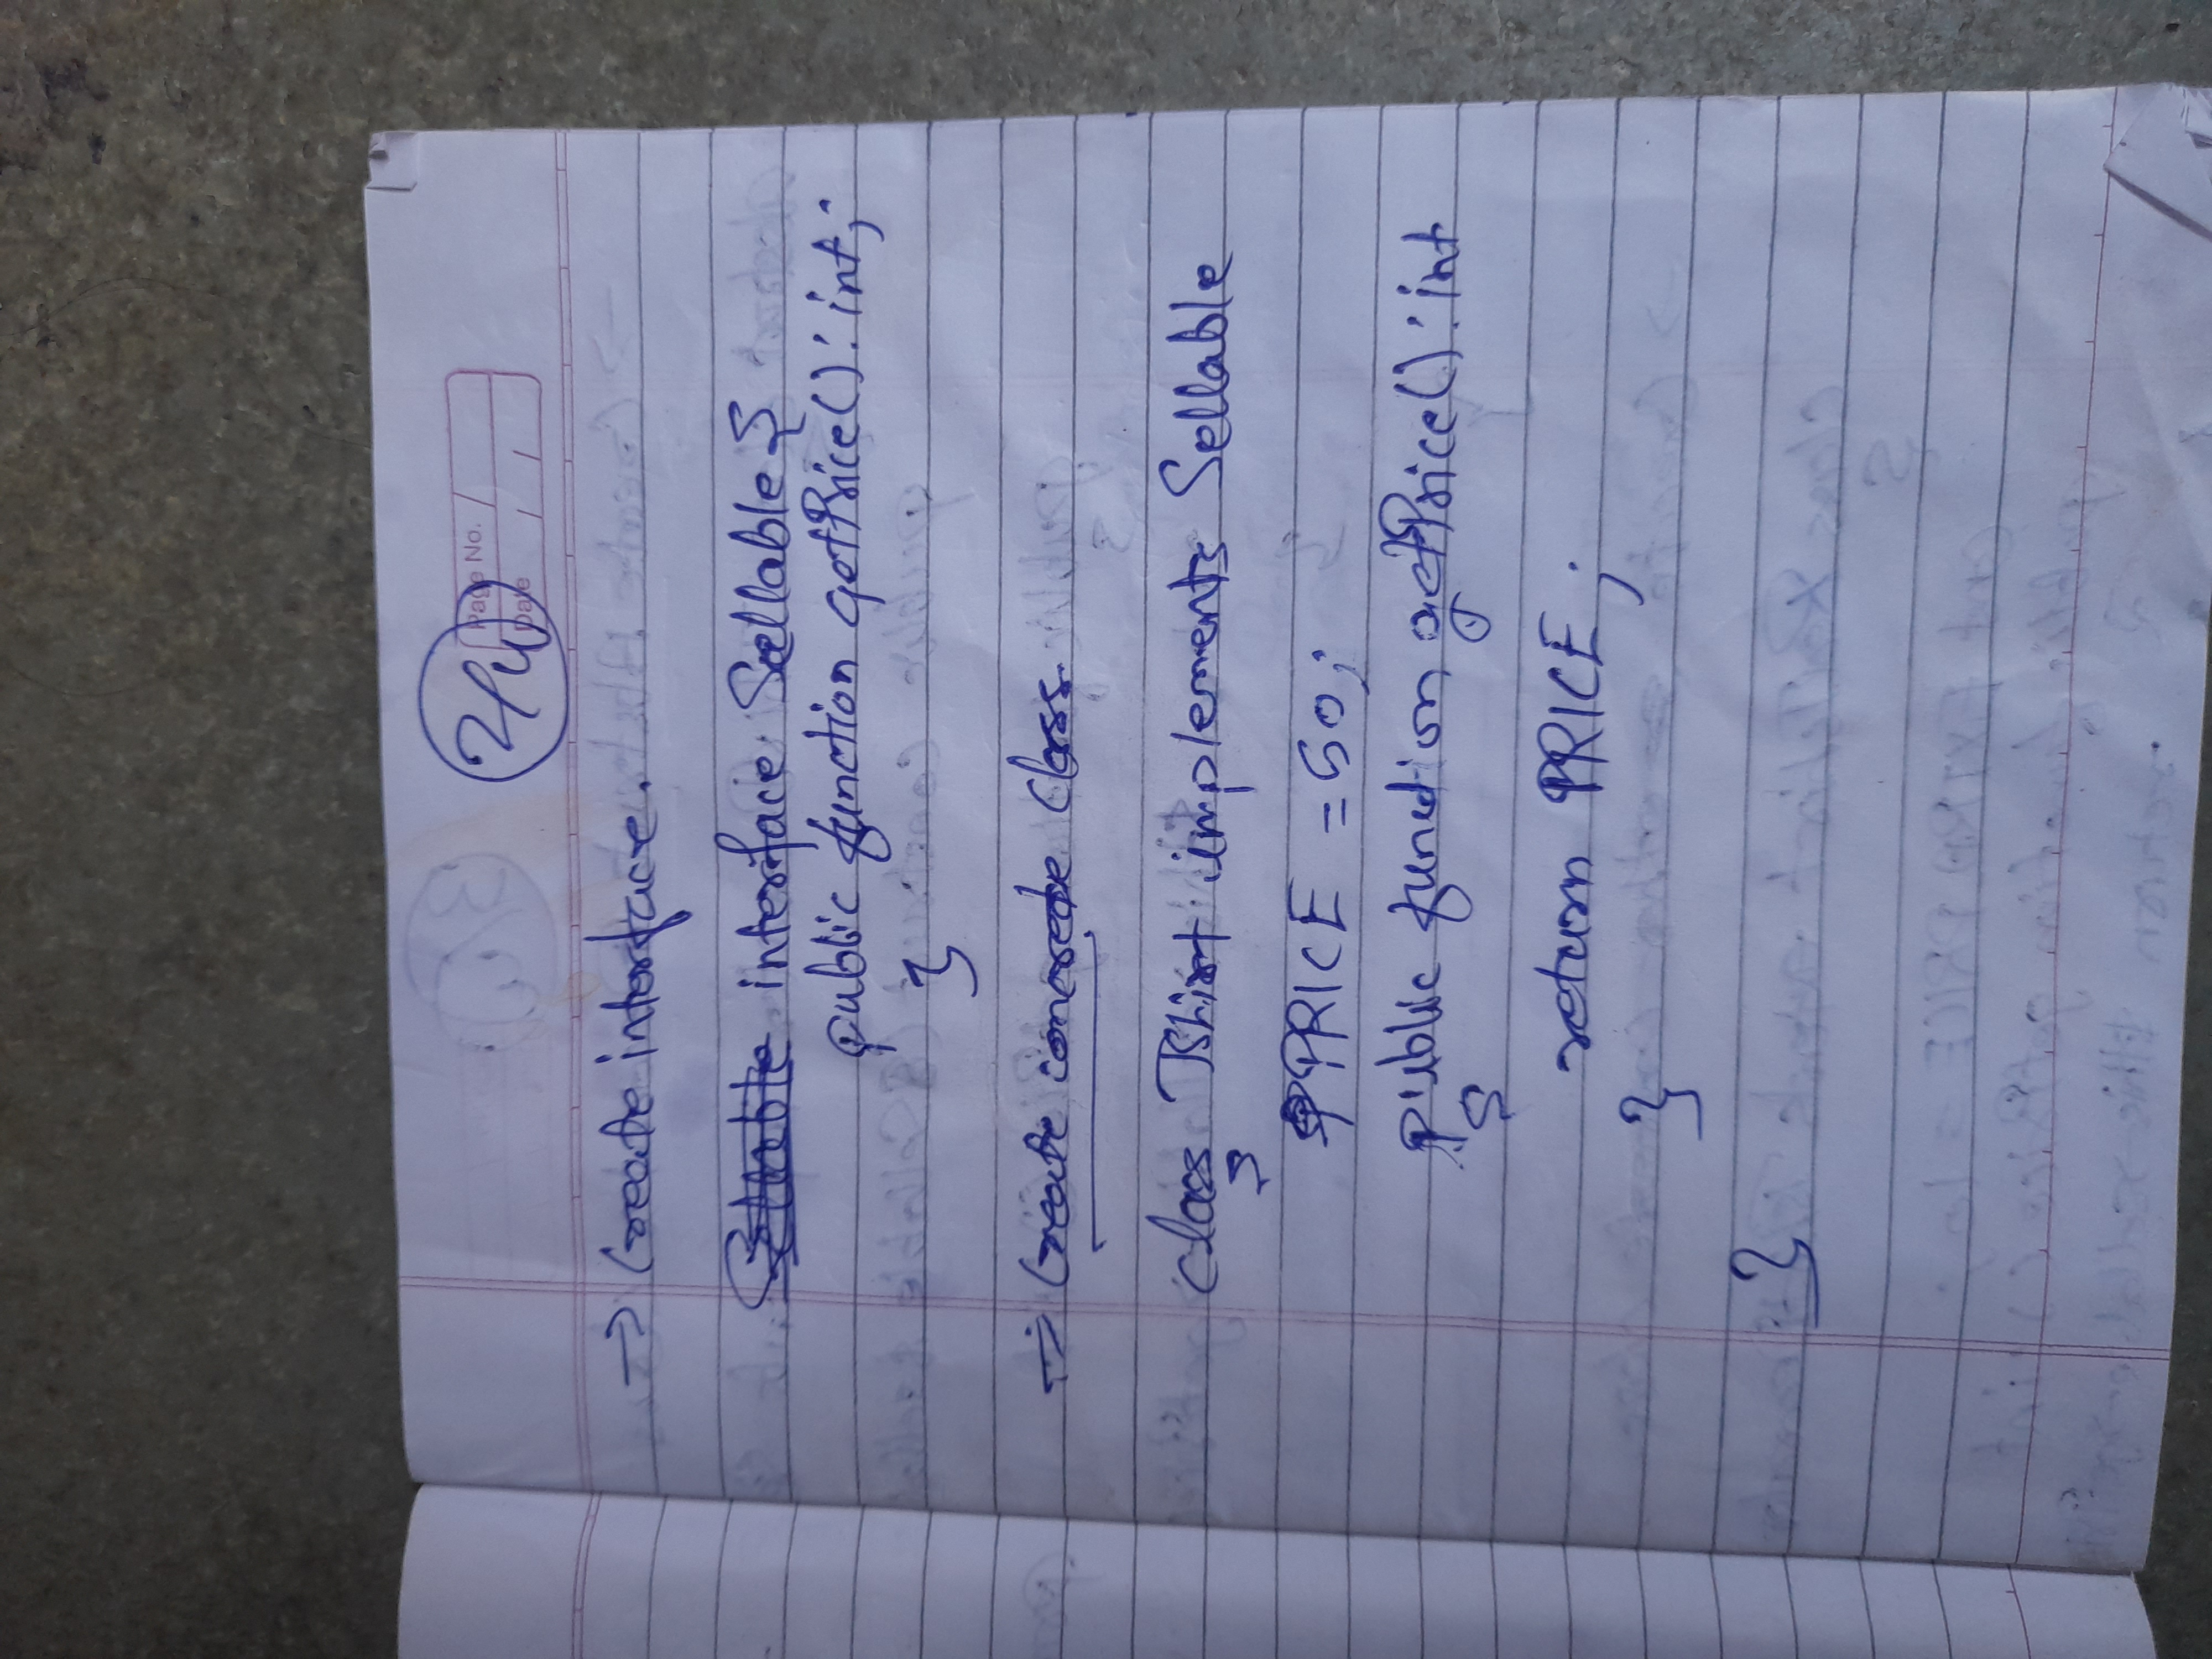 2/4
Page No.
Date
→ Create interface.
interface Sellable {
public function getPrice() : int;
}
→ Create concrete class.
class TShirt implements Sellable
{
PRICE = 50;
public function getPrice() : int
{
return PRICE;
}
}